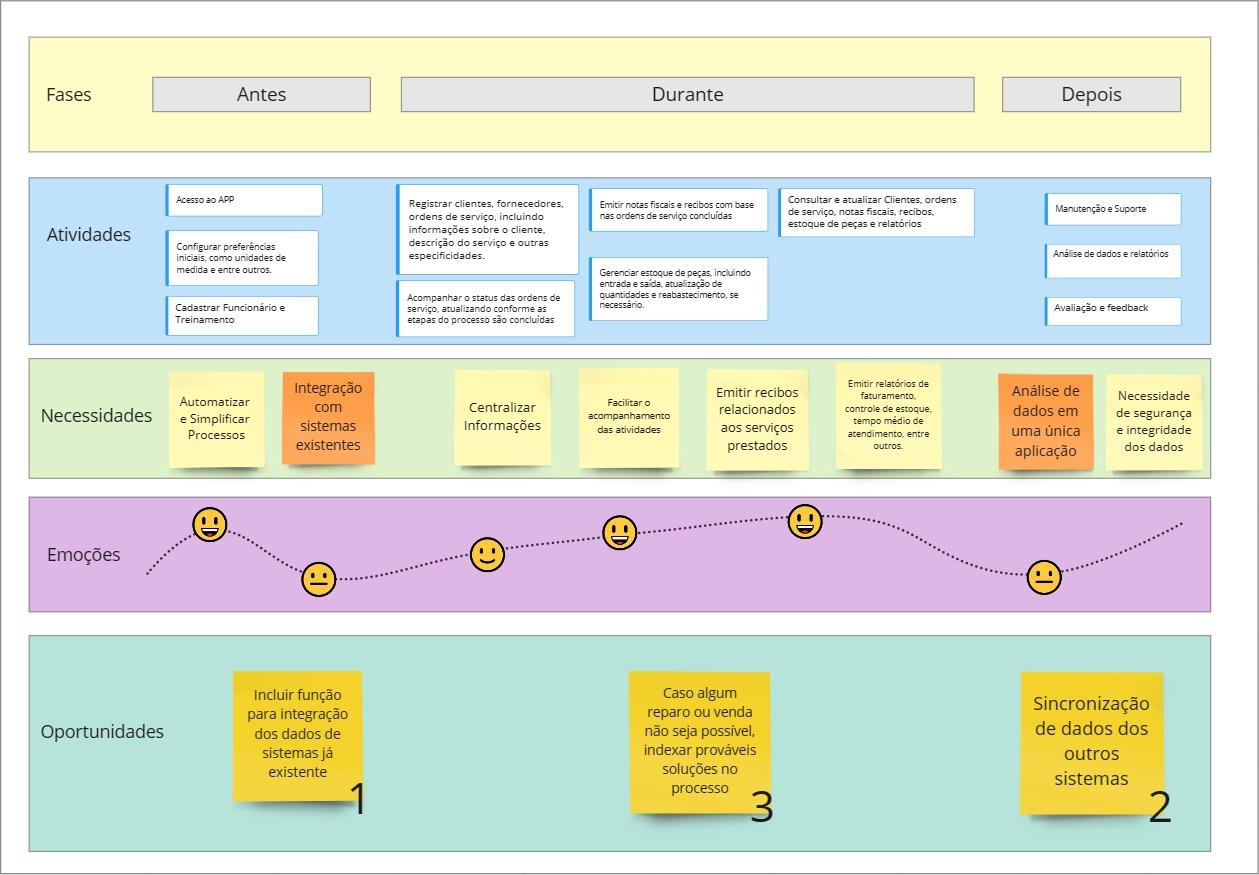 Fases
Antes
Durante
Depois
Atividades
Acesso ao APP
Configurar preferências
iniciais, como unidades de
medida e entre outros.
Cadastrar Funcionário e
Treinamento
Registrar clientes, fornecedores,
ordens de serviço, incluindo
informações sobre o cliente,
descrição do serviço e outras
especificidades.
Acompanhar o status das ordens de
serviço, atualizando conforme as
etapas do processo são concluídas
Emitir notas fiscais e recibos com base
nas ordens de serviço concluídas
Gerenciar estoque de peças, incluindo
entrada e saída, atualização de
quantidades e reabastecimento, se
necessário.
Consultar e atualizar Clientes, ordens
de serviço, notas fiscais, recibos,
estoque de peças e relatórios
Manutenção e Suporte
Análise de dados e relatórios
Avaliação e feedback
Necessidades
Automatizar
e Simplificar
Processos
Integração
com
sistemas
existentes
Centralizar
Informações
Facilitar o
acompanhamento
das atividades
Emitir recibos
relacionados
aos serviços
prestados
Emitir relatórios de
faturamento,
controle de estoque,
tempo médio de
atendimento, entre
outros.
Análise de
dados em
uma única
aplicação
Necessidade
de segurança
e integridade
dos dados
Emoções
Oportunidades
Incluir função
para integração
dos dados de
sistemas já
existente
1
Caso algum
reparo ou venda
não seja possível,
indexar prováveis
soluções no
processo
3
Sincronização
de dados dos
outros
sistemas
2